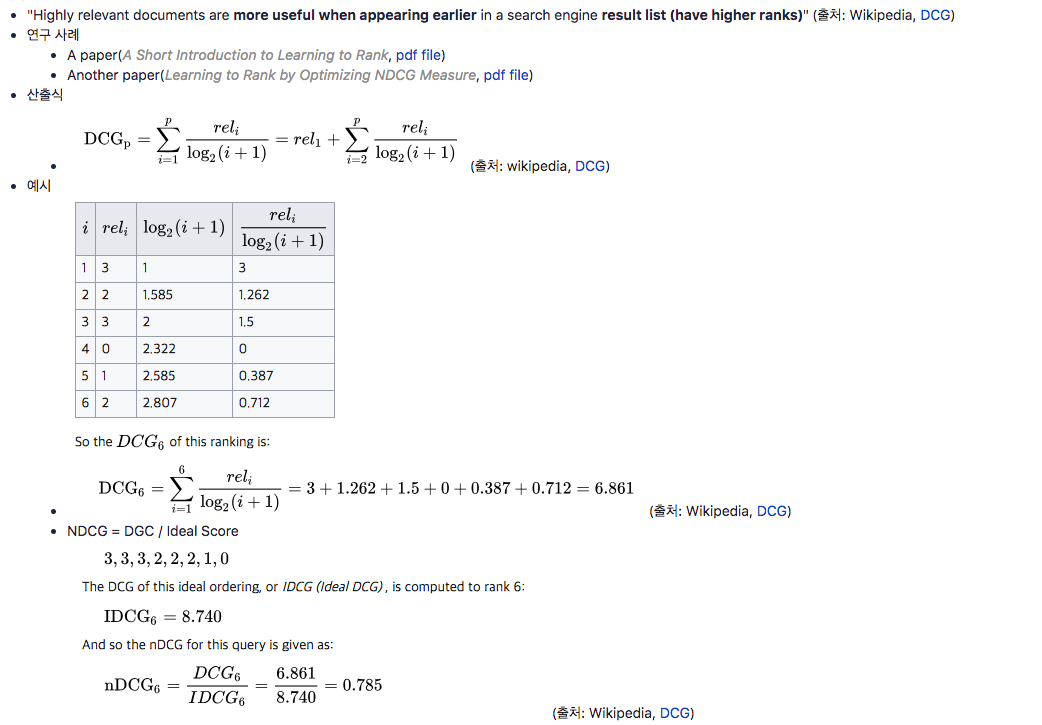 • "Highly relevant documents are more useful when appearing earlier in a search engine result list (have higher ranks)" (출처: Wikipedia, DCG)
• 연구 사례
• A paper(A Short Introduction to Learning to Rank, pdf file)
• Another paper(Learning to Rank by Optimizing NDCG Measure, pdf file)
• 산출식
• DCG_p = \sum_{i=1}^{p} \frac{rel_i}{\log_2(i+1)} = rel_1 + \sum_{i=2}^{p} \frac{rel_i}{\log_2(i+1)} (출처: wikipedia, DCG)
• 예시
i rel_i \log_2(i+1) \frac{rel_i}{\log_2(i+1)}
1 3 1 3
2 2 1.585 1.262
3 3 2 1.5
4 0 2.322 0
5 1 2.585 0.387
6 2 2.807 0.712
So the DCG_6 of this ranking is:
• DCG_6 = \sum_{i=1}^{6} \frac{rel_i}{\log_2(i+1)} = 3 + 1.262 + 1.5 + 0 + 0.387 + 0.712 = 6.861 (출처: Wikipedia, DCG)
• NDCG = DGC / Ideal Score
3, 3, 3, 2, 2, 2, 1, 0
The DCG of this ideal ordering, or IDCG (Ideal DCG) , is computed to rank 6:
IDCG_6 = 8.740
And so the nDCG for this query is given as:
nDCG_6 = \frac{DCG_6}{IDCG_6} = \frac{6.861}{8.740} = 0.785
(출처: Wikipedia, DCG)